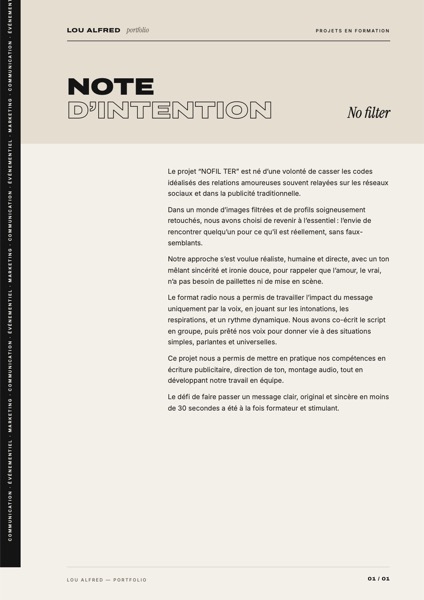 LOU ALFRED portfolio
PROJETS EN FORMATION
NOTE
D'INTENTION
No filter
Le projet “NOFIL TER” est né d’une volonté de casser les codes
idéalisés des relations amoureuses souvent relayées sur les réseaux
sociaux et dans la publicité traditionnelle.
Dans un monde d’images filtrées et de profils soigneusement
retouchés, nous avons choisi de revenir à l’essentiel : l’envie de
rencontrer quelqu’un pour ce qu’il est réellement, sans faux-
semblants.
Notre approche s’est voulue réaliste, humaine et directe, avec un ton
mêlant sincérité et ironie douce, pour rappeler que l’amour, le vrai,
n’a pas besoin de paillettes ni de mise en scène.
Le format radio nous a permis de travailler l’impact du message
uniquement par la voix, en jouant sur les intonations, les
respirations, et un rythme dynamique. Nous avons co-écrit le script
en groupe, puis prêté nos voix pour donner vie à des situations
simples, parlantes et universelles.
Ce projet nous a permis de mettre en pratique nos compétences en
écriture publicitaire, direction de ton, montage audio, tout en
développant notre travail en équipe.
Le défi de faire passer un message clair, original et sincère en moins
de 30 secondes a été à la fois formateur et stimulant.
COMMUNICATION · ÉVÉNEMENTIEL · MARKETING · COMMUNICATION · ÉVÉNEMENTIEL · MARKETING · COMMUNICATION · ÉVÉNEMENTIEL · MARKETING · COMMUNICATION · ÉVÉNEMENT
LOU ALFRED — PORTFOLIO
01 / 01